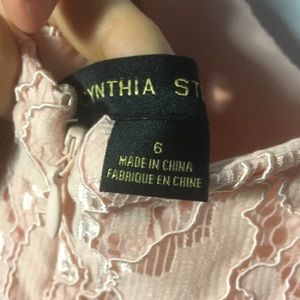 YNTHIA ST
6
MADE IN CHINA
FABRIQUE EN CHINE